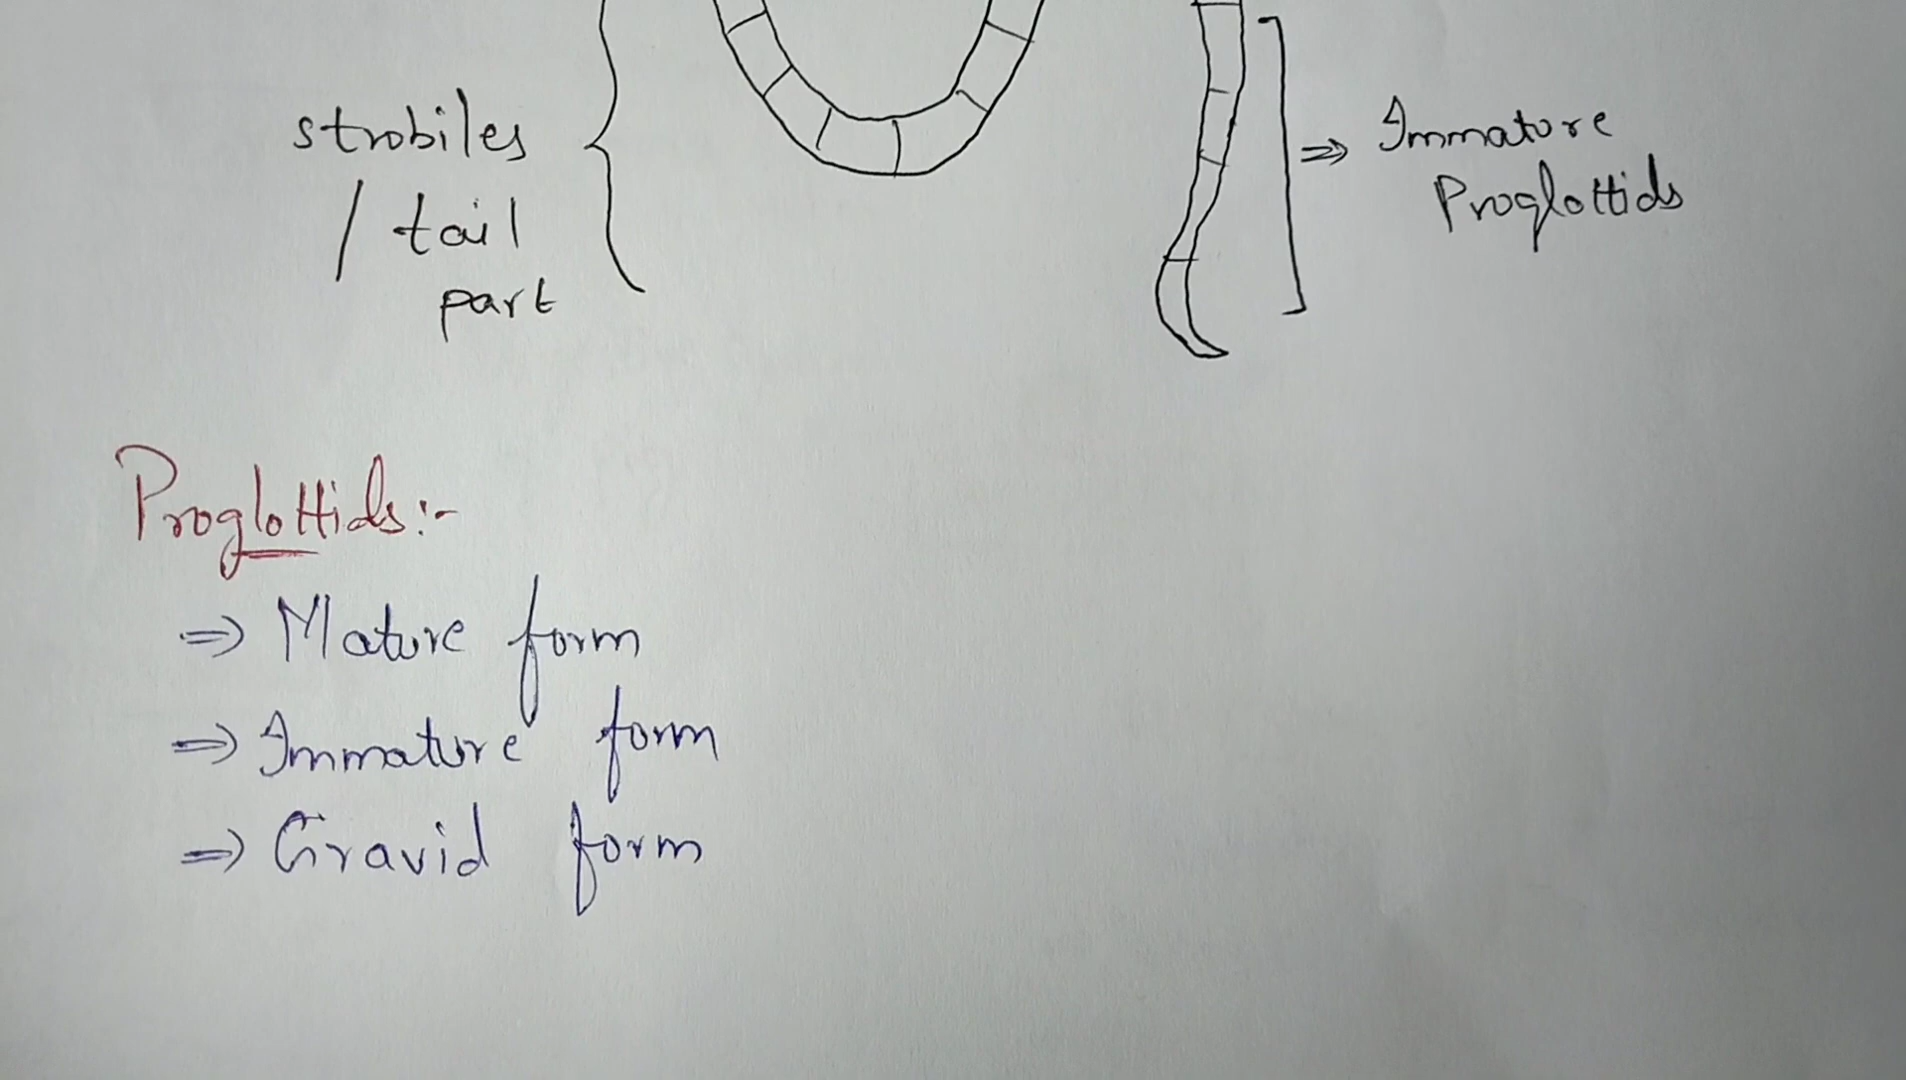 strobiles
/ tail
part
⇒ Immature
Proglottids
Proglottids:-
⇒ Mature form
⇒ Immature form
⇒ Gravid form